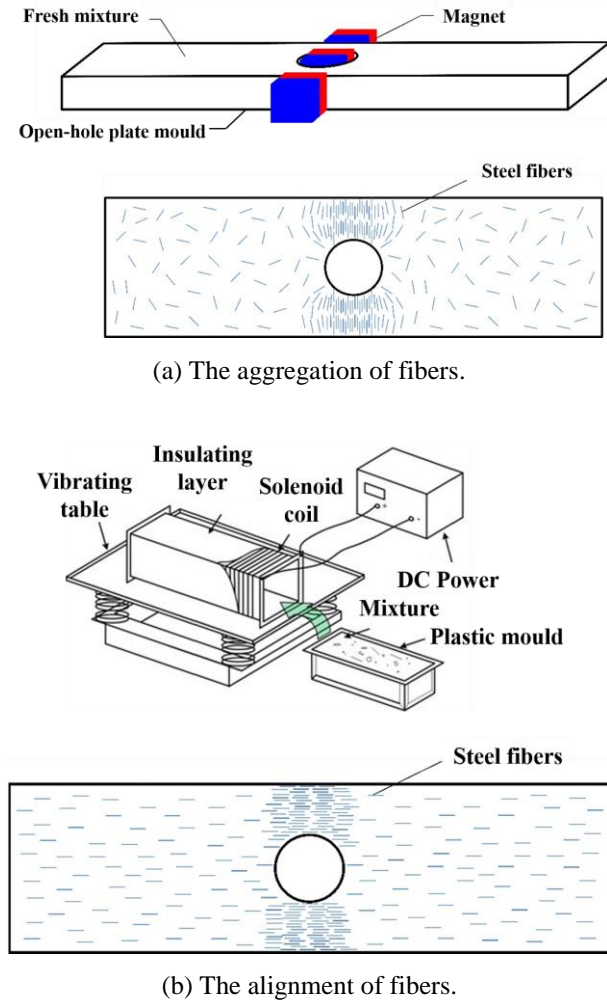 Fresh mixture
Magnet
Open-hole plate mould
Steel fibers
(a) The aggregation of fibers.
Insulating
layer
Vibrating
table
Solenoid
coil
DC Power
Mixture
Plastic mould
Steel fibers
(b) The alignment of fibers.